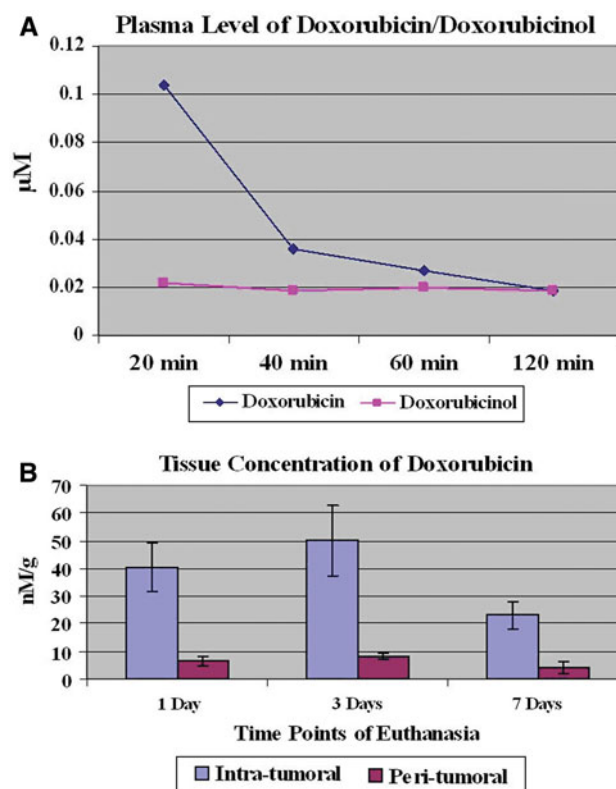 A
Plasma Level of Doxorubicin/Doxorubicinol
0.12
0.1
0.08
0.06
0.04
0.02
0
µM
20 min 40 min 60 min 120 min
Doxorubicin Doxorubicinol
B
Tissue Concentration of Doxorubicin
70
60
50
40
30
20
10
0
nM/g
1 Day 3 Days 7 Days
Time Points of Euthanasia
Intra-tumoral Peri-tumoral